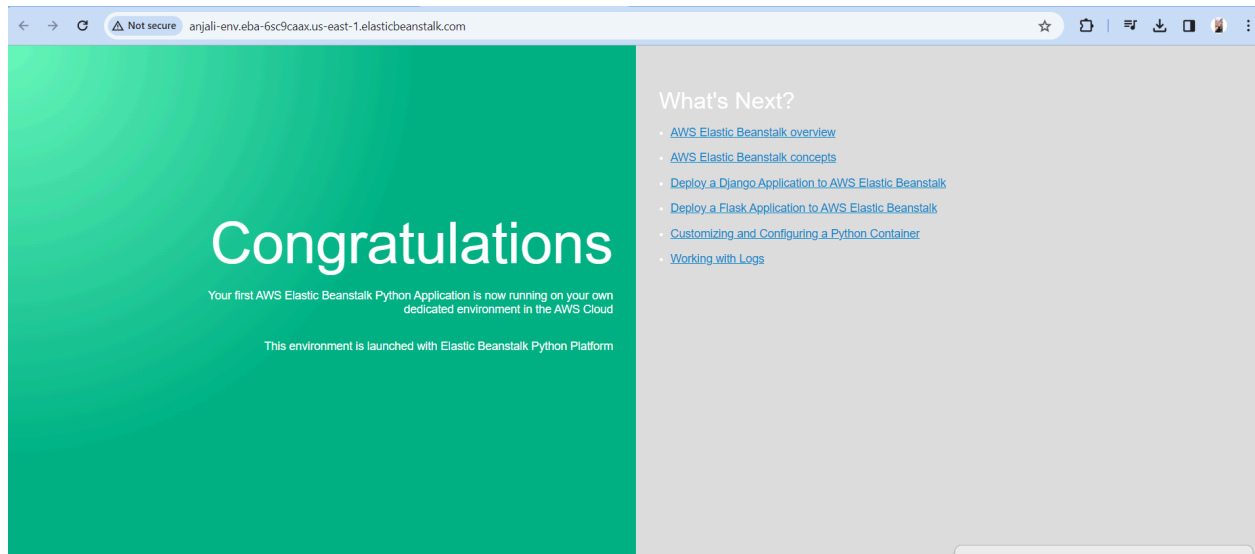 Not secure
anjali-env.eba-6sc9caax.us-east-1.elasticbeanstalk.com
Congratulations
Your first AWS Elastic Beanstalk Python Application is now running on your own
dedicated environment in the AWS Cloud
This environment is launched with Elastic Beanstalk Python Platform
What's Next?
AWS Elastic Beanstalk overview
AWS Elastic Beanstalk concepts
Deploy a Django Application to AWS Elastic Beanstalk
Deploy a Flask Application to AWS Elastic Beanstalk
Customizing and Configuring a Python Container
Working with Logs